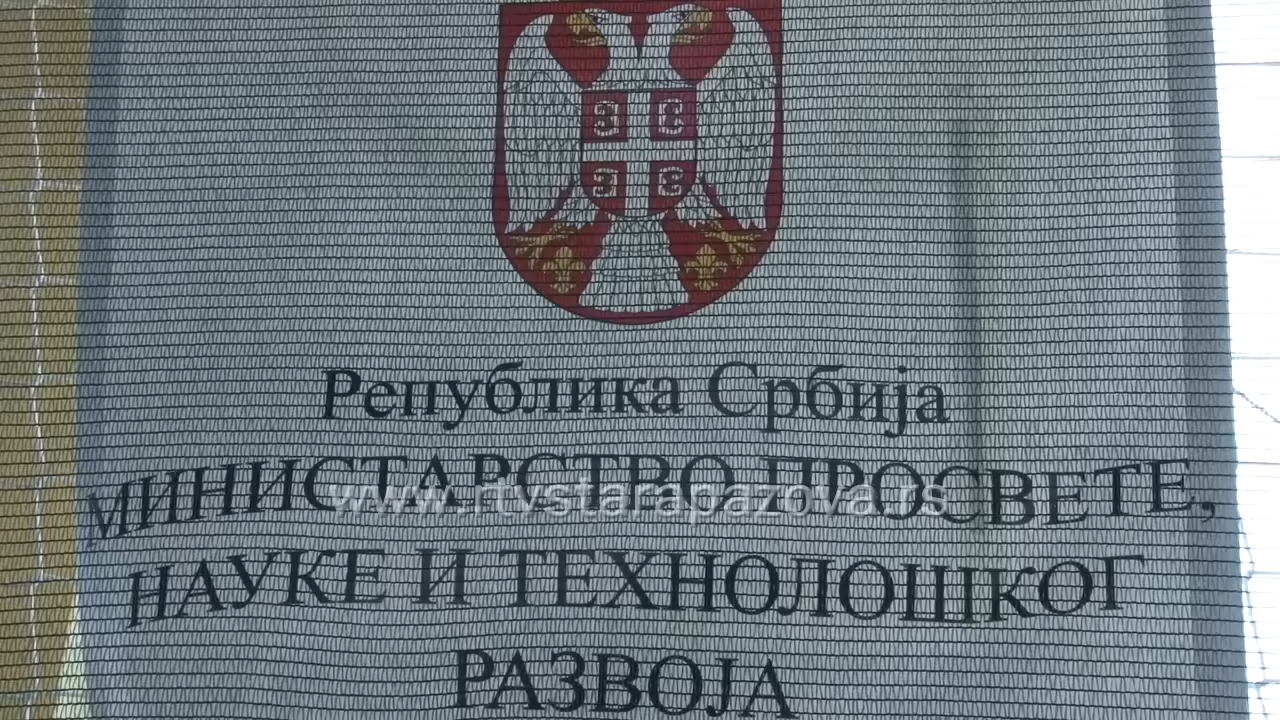 Република Србија
МИНИСТАРСТВО ПРОСВЕТЕ,
www.rtvstarapazova.rs
НАУКЕ И ТЕХНОЛОШКОГ
РАЗВОЈА